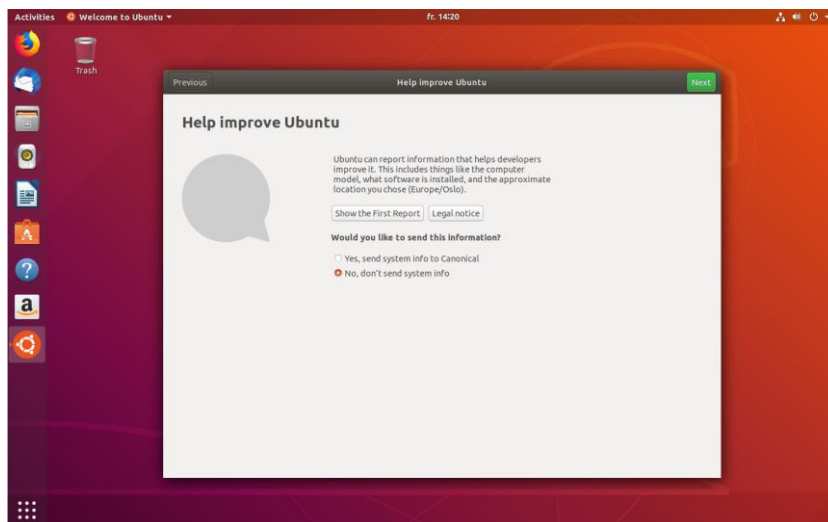 Activities Welcome to Ubuntu fr. 14:20
Trash
Previous Help improve Ubuntu Next
Help improve Ubuntu
Ubuntu can report information that helps developers
improve it. This includes things like the computer
model, what software is installed, and the approximate
location you chose (Europe/Oslo).
Show the First Report Legal notice
Would you like to send this information?
Yes, send system info to Canonical
No, don't send system info